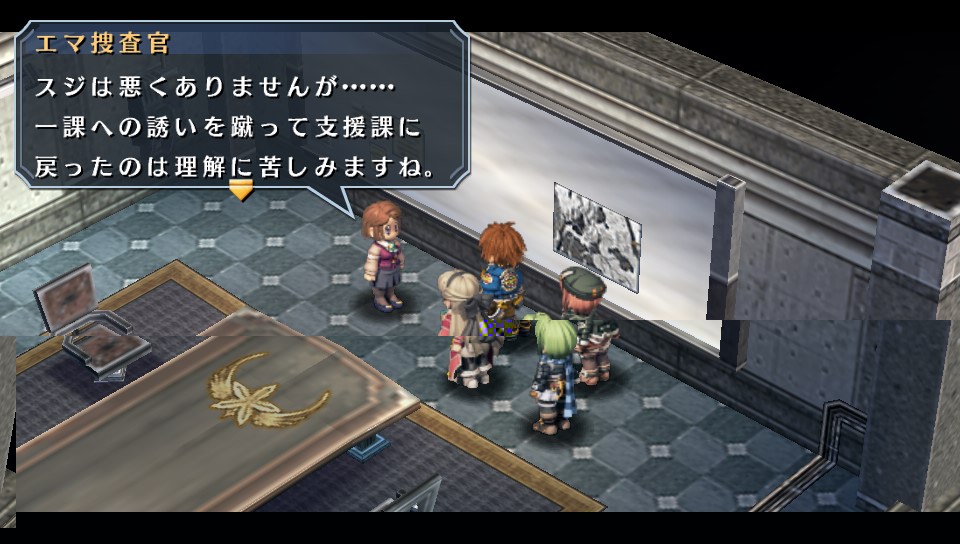 エマ捜査官
スジは悪くありませんが……
一課への誘いを蹴って支援課に
戻ったのは理解に苦しみますね。